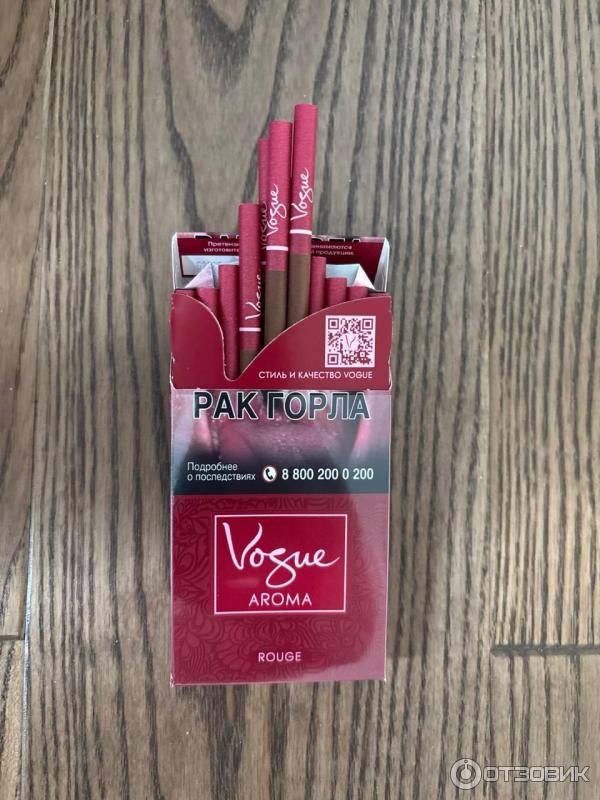 Vogue
Vogue
Vogue
Vogue
СТИЛЬ И КАЧЕСТВО VOGUE
РАК ГОРЛА
Подробнее
о последствиях
8 800 200 0 200
Vogue
AROMA
ROUGE
ОТЗОВИК